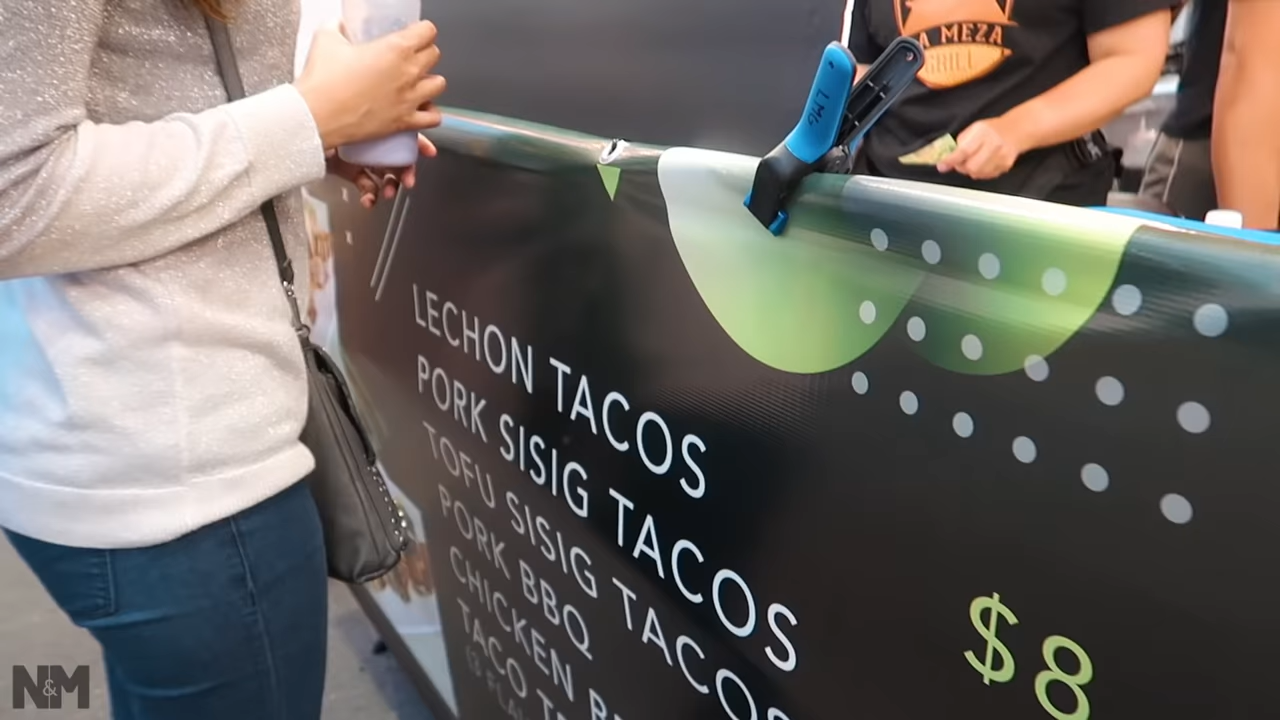 A MEZA
GRILL
LMG
LECHON TACOS
PORK SISIG TACOS
TOFU SISIG TACOS
PORK BBQ
CHICKEN
TACO
$8
N&M